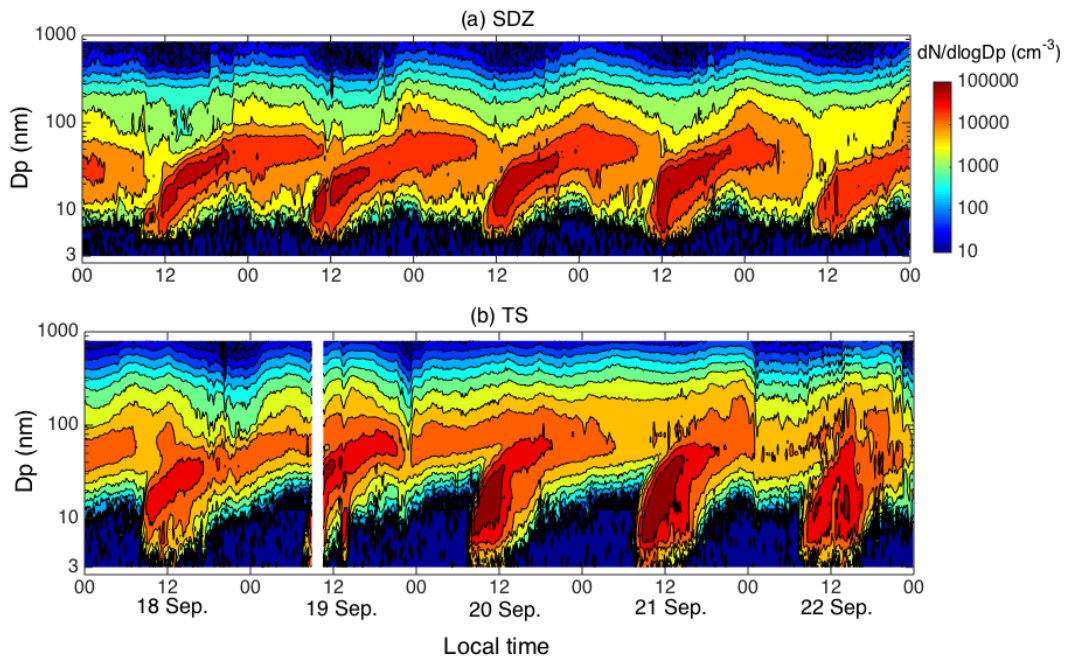 (a) SDZ
dN/dlogDp (cm⁻³)
1000
100
10
3
Dp (nm)
100000
10000
1000
100
10
00 12 00 12 00 12 00 12 00 12 00
(b) TS
1000
100
10
3
Dp (nm)
00 12 00 12 00 12 00 12 00 12 00
18 Sep. 19 Sep. 20 Sep. 21 Sep. 22 Sep.
Local time